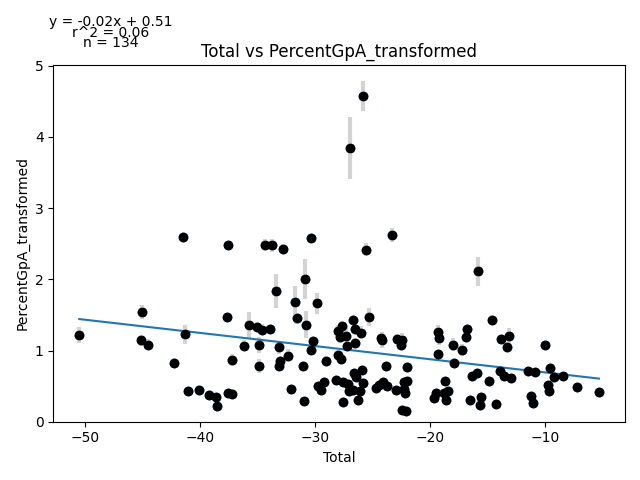 y = -0.02x + 0.51
r^2 = 0.06
n = 134
Total vs PercentGpA_transformed
PercentGpA_transformed
5
4
3
2
1
0
−50
−40
−30
−20
−10
Total